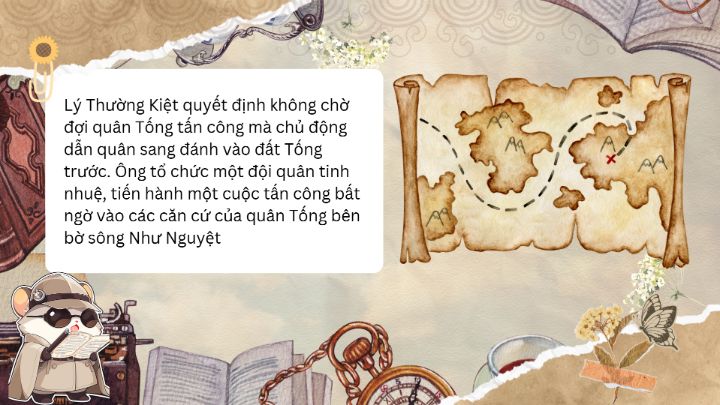 Lý Thường Kiệt quyết định không chờ
đợi quân Tống tấn công mà chủ động
dẫn quân sang đánh vào đất Tống
trước. Ông tổ chức một đội quân tinh
nhuệ, tiến hành một cuộc tấn công bất
ngờ vào các căn cứ của quân Tống bên
bờ sông Như Nguyệt